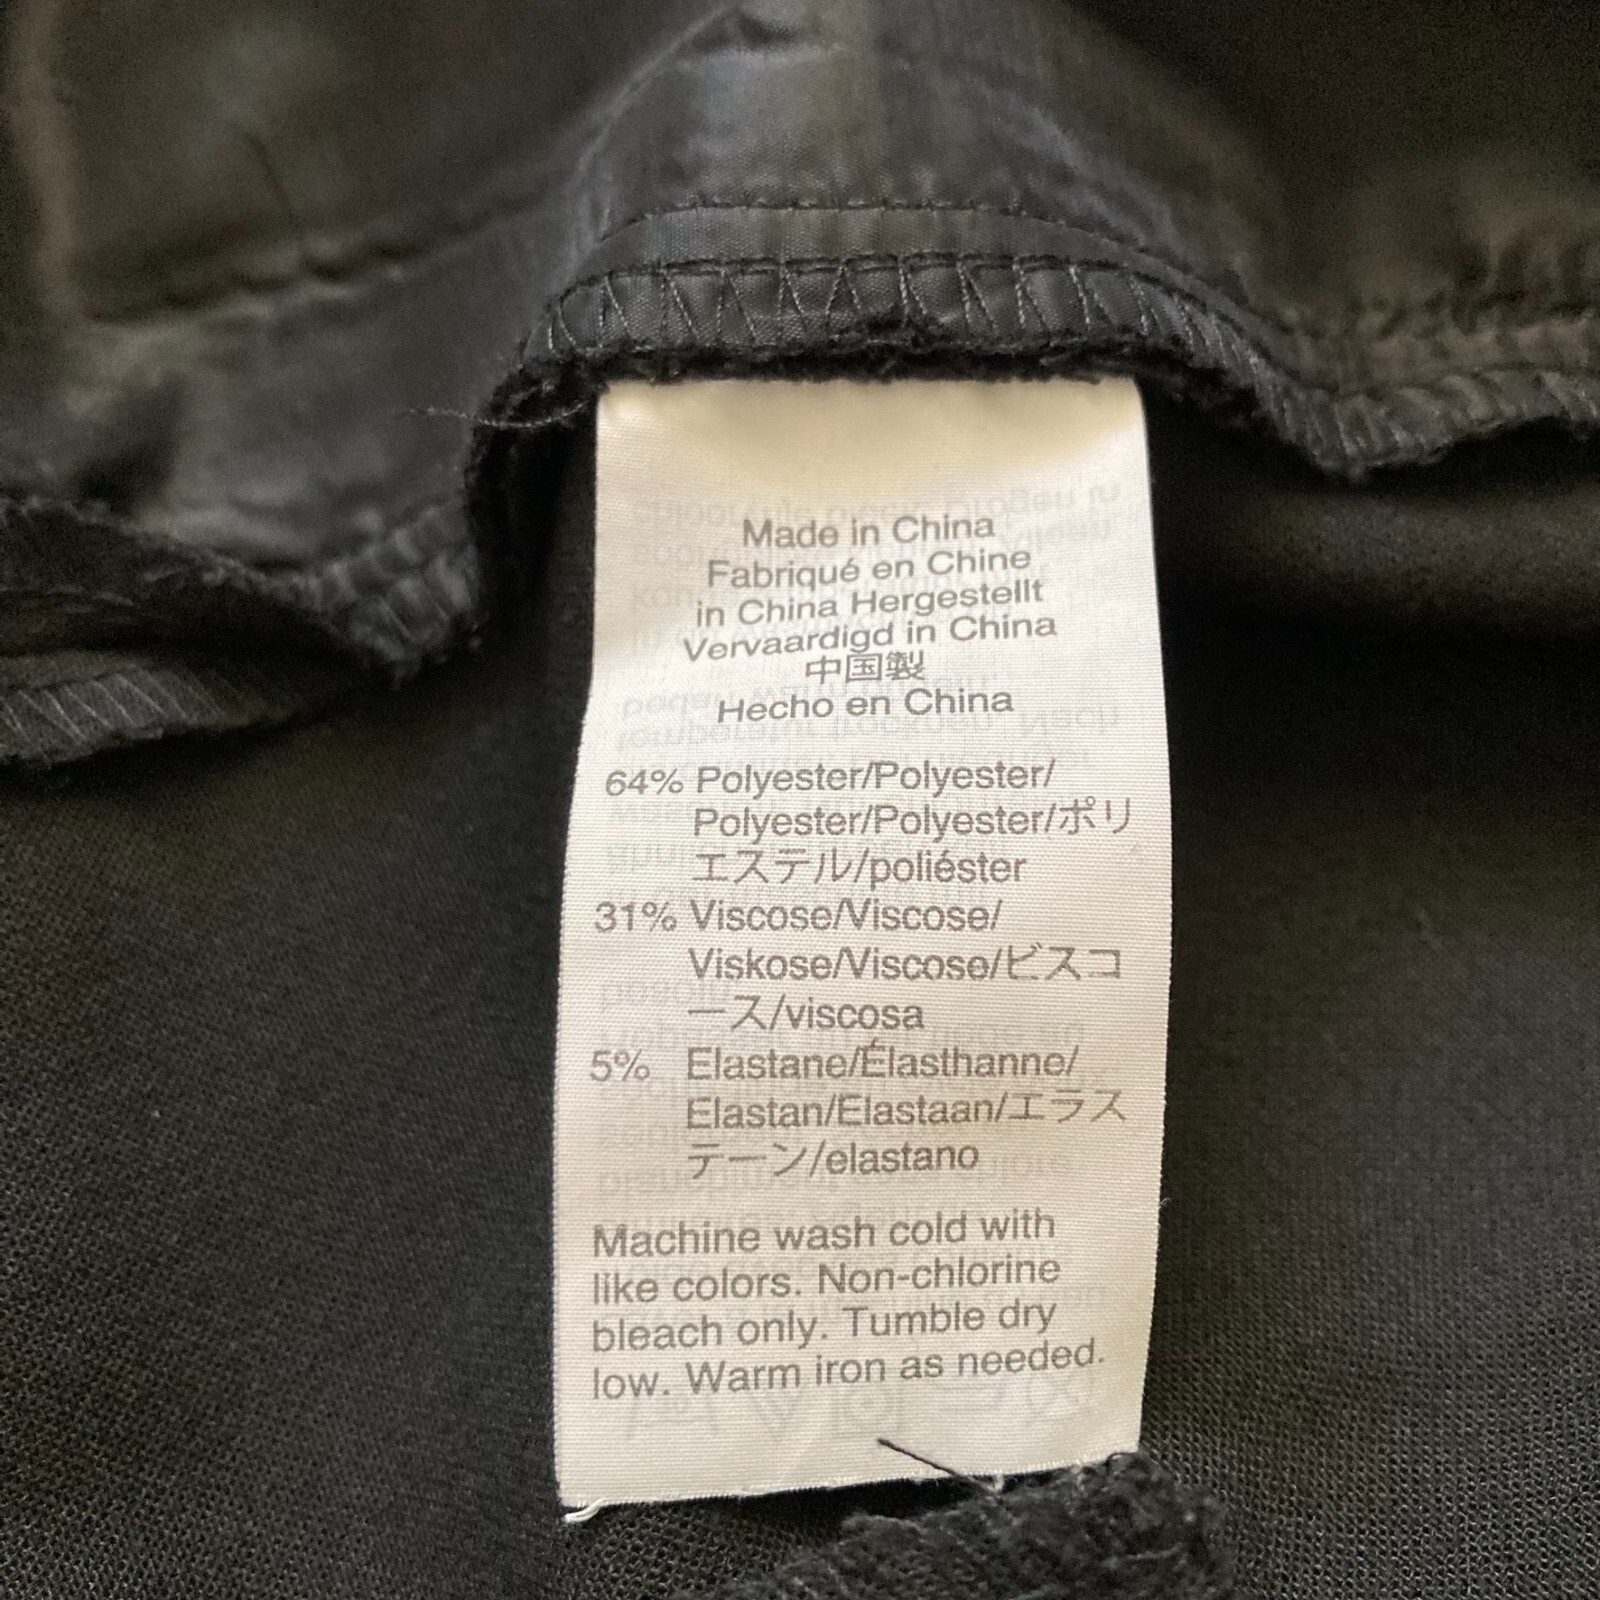 Made in China
Fabriqué en Chine
in China Hergestellt
Vervaardigd in China
中国製
Hecho en China
64% Polyester/Polyester/
Polyester/Polyester/ポリ
エステル/poliéster
31% Viscose/Viscose/
Viskose/Viscose/ビスコ
ース/viscosa
5% Elastane/Élasthanne/
Elastan/Elastaan/エラス
テーン/elastano
Machine wash cold with
like colors. Non-chlorine
bleach only. Tumble dry
low. Warm iron as needed.